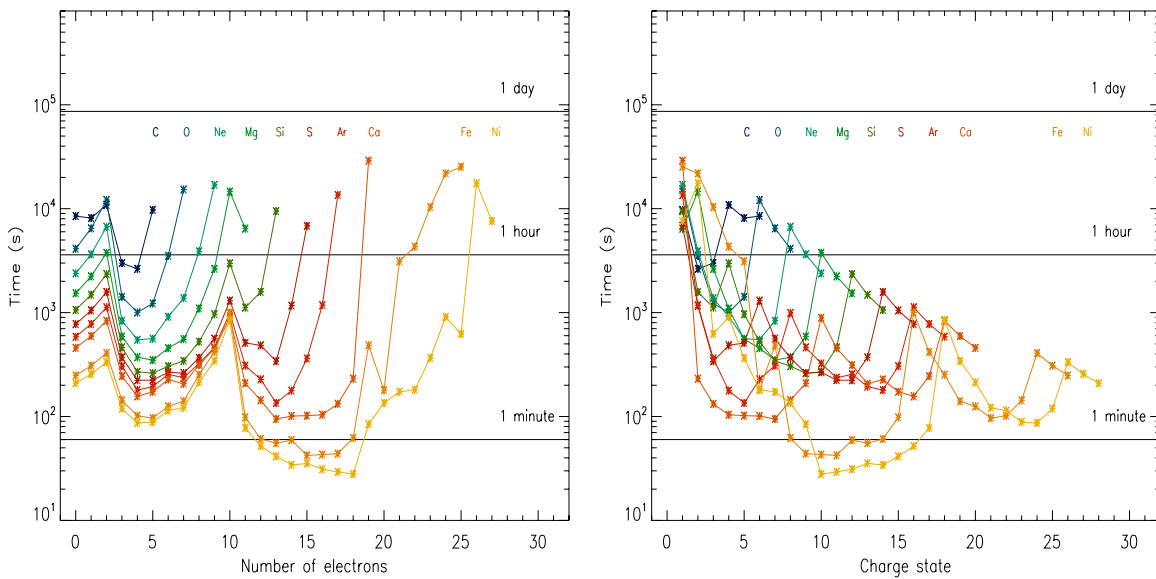 1 day
C O Ne Mg Si S Ar Ca Fe Ni
1 hour
1 minute
10^5
10^4
10^3
10^2
10^1
Time (s)
0 5 10 15 20 25 30
Number of electrons
1 day
C O Ne Mg Si S Ar Ca Fe Ni
1 hour
1 minute
10^5
10^4
10^3
10^2
10^1
Time (s)
0 5 10 15 20 25 30
Charge state